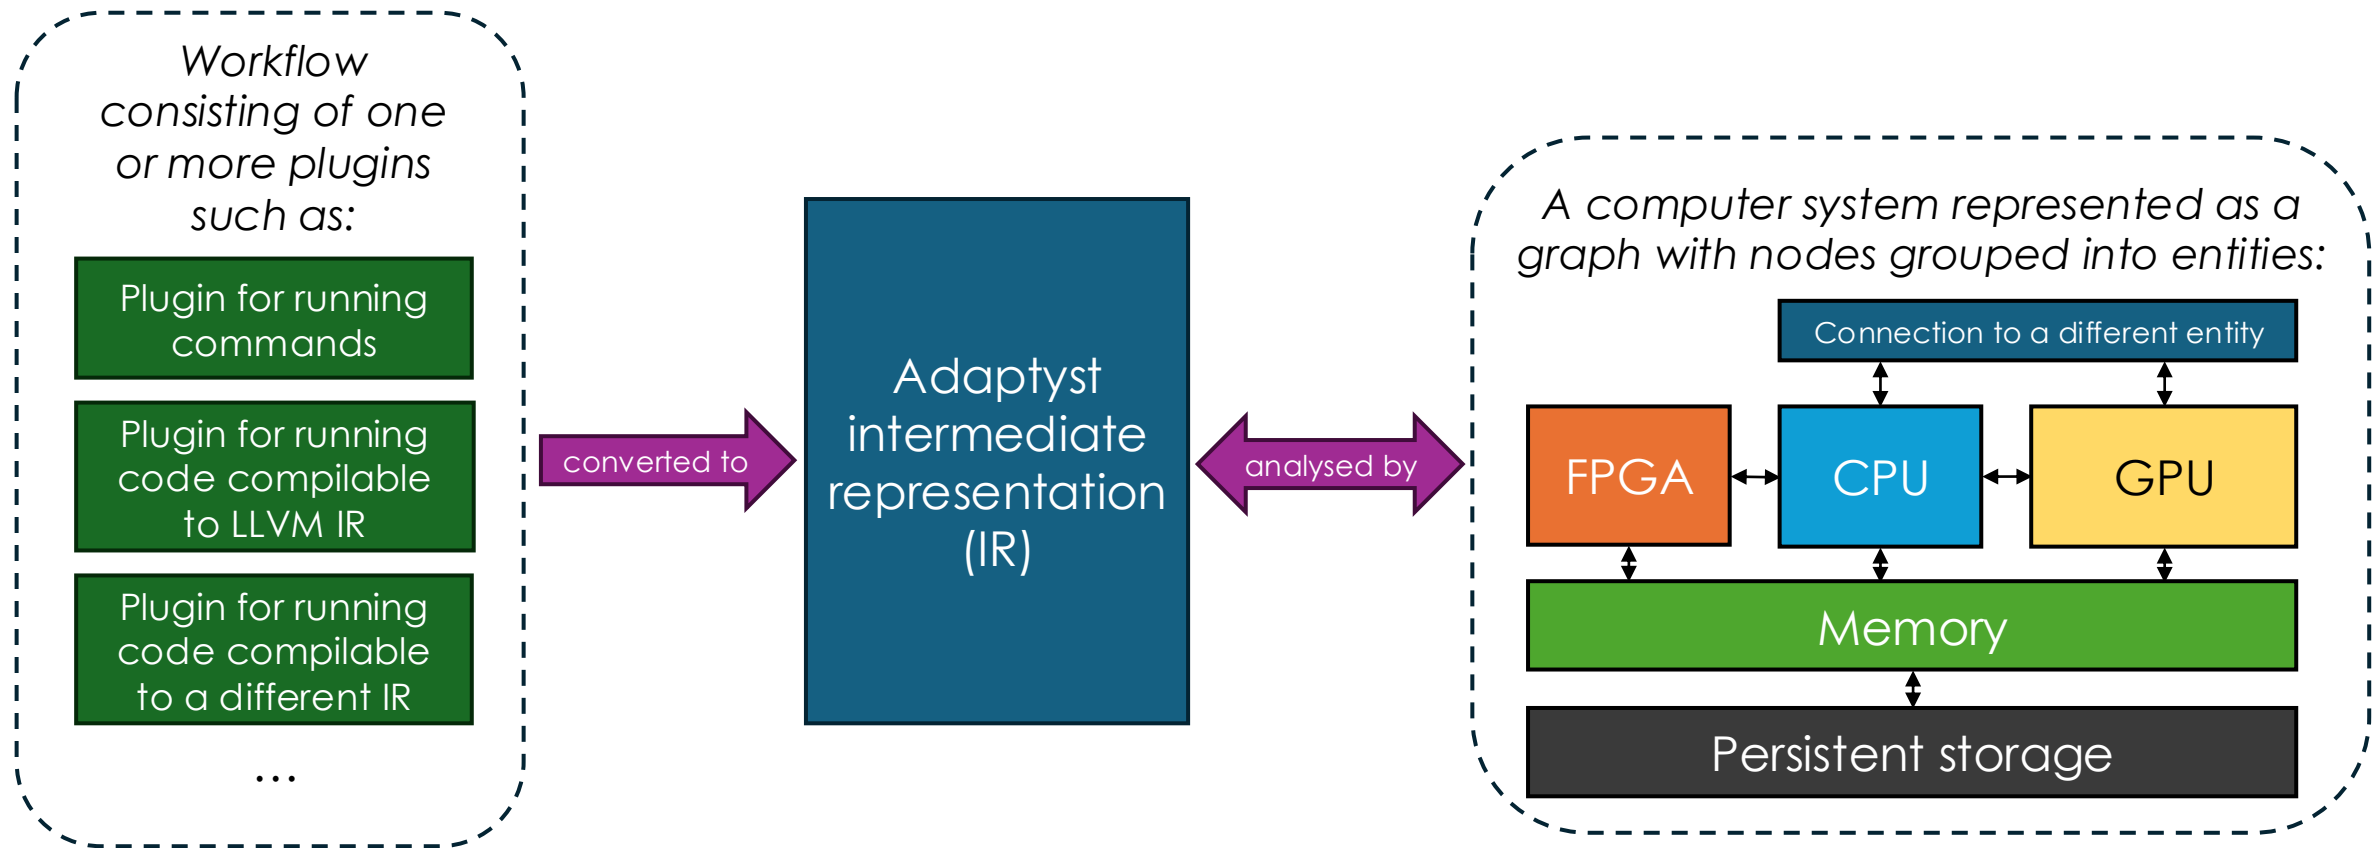 Workflow
consisting of one
or more plugins
such as:
Plugin for running
commands
Plugin for running
code compilable
to LLVM IR
Plugin for running
code compilable
to a different IR
...
converted to
Adaptyst
intermediate
representation
(IR)
analysed by
A computer system represented as a
graph with nodes grouped into entities:
Connection to a different entity
FPGA
CPU
GPU
Memory
Persistent storage